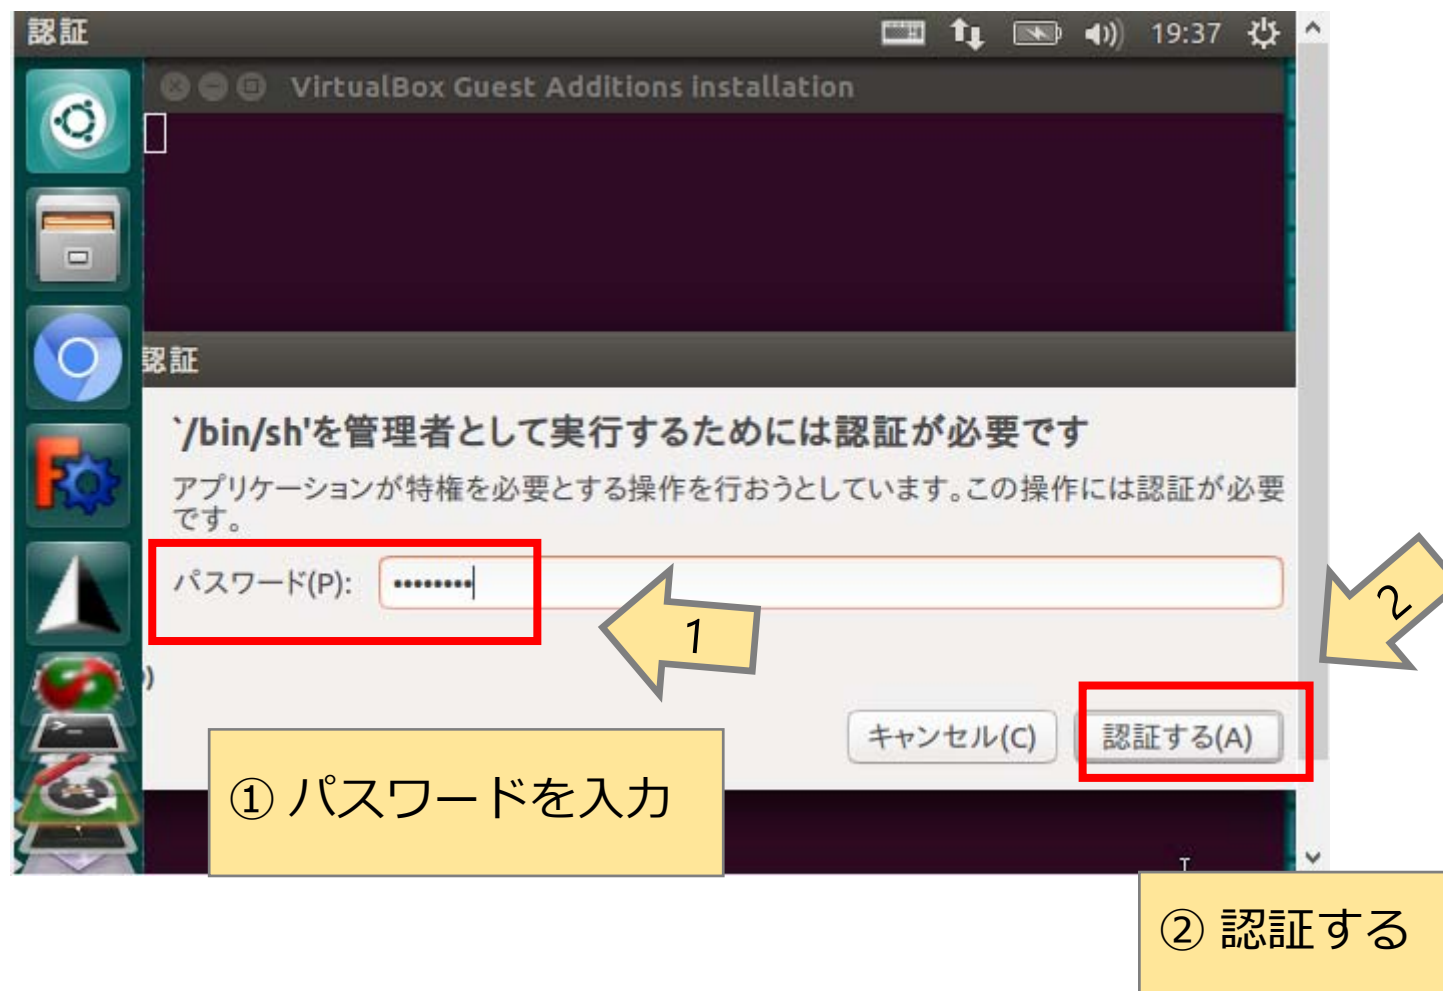 認証
19:37
VirtualBox Guest Additions installation
認証
`/bin/sh'を管理者として実行するためには認証が必要です
アプリケーションが特権を必要とする操作を行おうとしています。この操作には認証が必要
です。
パスワード(P): ••••••••
1
2
)
キャンセル(C) 認証する(A)
① パスワードを入力
② 認証する